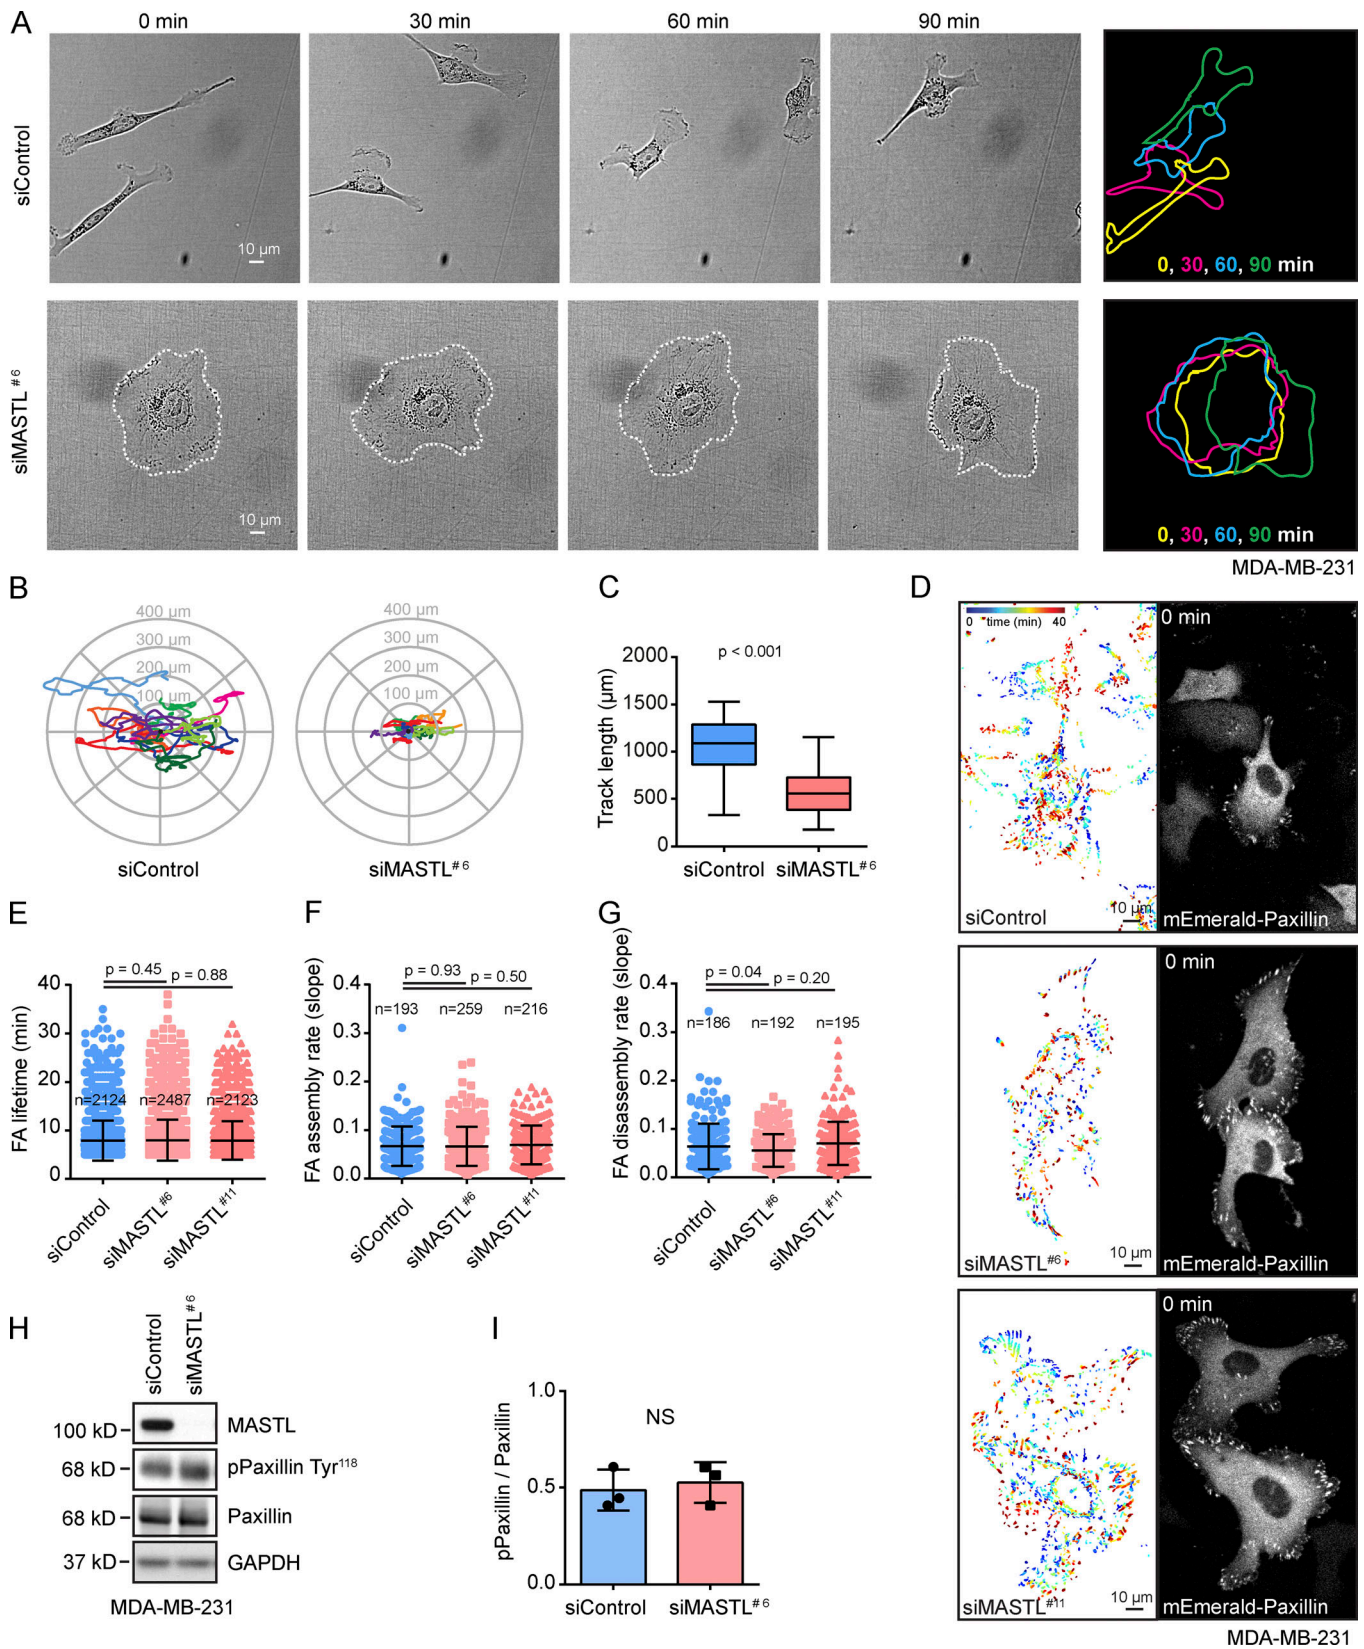 A
0 min 30 min 60 min 90 min
siControl
10 µm
0, 30, 60, 90 min
siMASTL#6
10 µm
0, 30, 60, 90 min
MDA-MB-231
B
400 µm
300 µm
200 µm
100 µm
siControl
400 µm
300 µm
200 µm
100 µm
siMASTL#6
C
Track length (µm)
2000
1500
1000
500
0
p < 0.001
siControl siMASTL#6
D
0 time (min) 40
siControl
10 µm
0 min
mEmerald-Paxillin
siMASTL#6
10 µm
0 min
mEmerald-Paxillin
siMASTL#11
10 µm
0 min
mEmerald-Paxillin
MDA-MB-231
E
FA lifetime (min)
p = 0.45
p = 0.88
40
30
20
10
0
n=2124 n=2487 n=2123
siControl siMASTL#6 siMASTL#11
F
FA assembly rate (slope)
p = 0.93
p = 0.50
0.4
0.3
0.2
0.1
0.0
n=193 n=259 n=216
siControl siMASTL#6 siMASTL#11
G
FA disassembly rate (slope)
p = 0.04
p = 0.20
0.4
0.3
0.2
0.1
0.0
n=186 n=192 n=195
siControl siMASTL#6 siMASTL#11
H
siControl siMASTL#6
100 kD MASTL
68 kD pPaxillin Tyr118
68 kD Paxillin
37 kD GAPDH
MDA-MB-231
I
pPaxillin / Paxillin
1.0
0.5
0.0
NS
siControl siMASTL#6